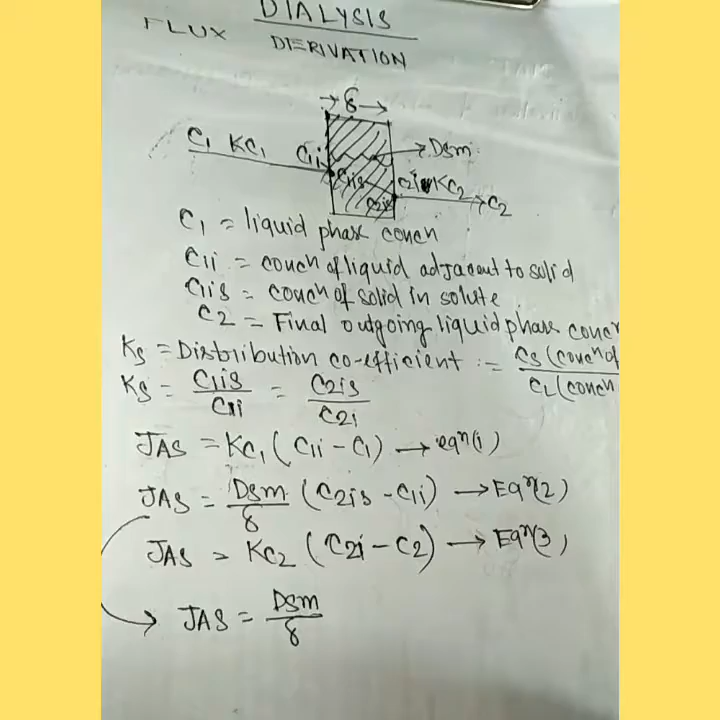 DIALYSIS
FLUX DERIVATION
→ δ →
C1 KC1 C1i → DSm
C1is C2i KC2
C2is → C2
C1 = liquid phase concn
C1i = concn of liquid adjacent to solid
C1is = concn of solid in solute
C2 = Final outgoing liquid phase concn
KS = Distribution co-efficient := CS (concn of
CL (concn
KS = C1is / C1i = C2is / C2i
JAS = KC1 (C1i - C1) → eqn(1)
JAS = DSm / δ (C2is - C1i) → Eqn(2)
JAS = KC2 (C2i - C2) → Eqn(3)
→ JAS = DSm / δ